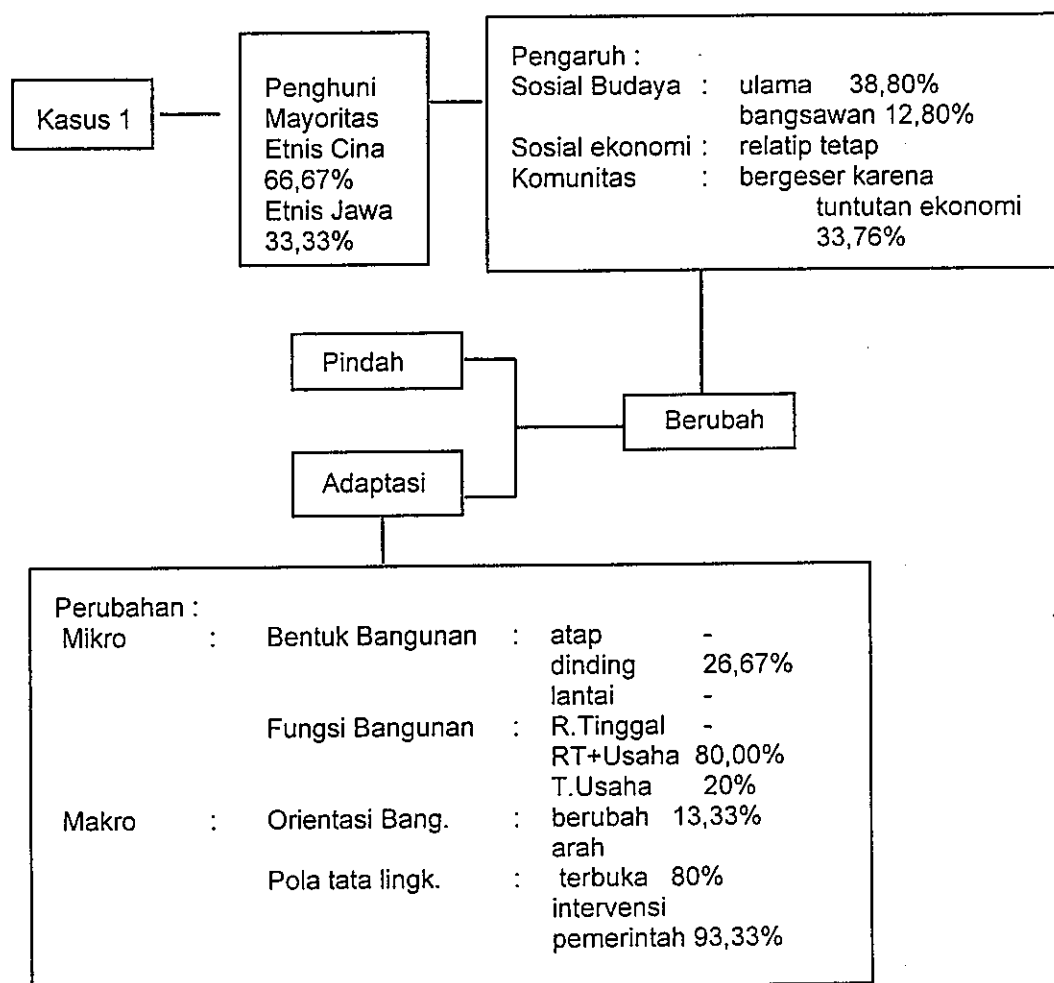 Kasus 1
Penghuni
Mayoritas
Etnis Cina
66,67%
Etnis Jawa
33,33%
Pengaruh :
Sosial Budaya : ulama 38,80%
bangsawan 12,80%
Sosial ekonomi : relatip tetap
Komunitas : bergeser karena
tuntutan ekonomi
33,76%
Pindah
Berubah
Adaptasi
Perubahan :
Mikro : Bentuk Bangunan : atap -
dinding 26,67%
lantai -
Fungsi Bangunan : R.Tinggal -
RT+Usaha 80,00%
T.Usaha 20%
Makro : Orientasi Bang. : berubah 13,33%
arah
Pola tata lingk. : terbuka 80%
intervensi
pemerintah 93,33%